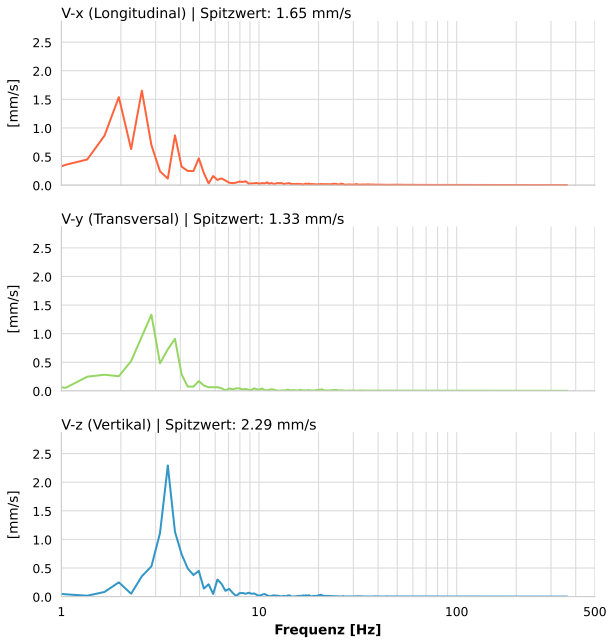 V-x (Longitudinal) | Spitzwert: 1.65 mm/s
2.5
2.0
1.5
1.0
0.5
0.0
[mm/s]
V-y (Transversal) | Spitzwert: 1.33 mm/s
2.5
2.0
1.5
1.0
0.5
0.0
[mm/s]
V-z (Vertikal) | Spitzwert: 2.29 mm/s
2.5
2.0
1.5
1.0
0.5
0.0
[mm/s]
1 10 100 500
Frequenz [Hz]